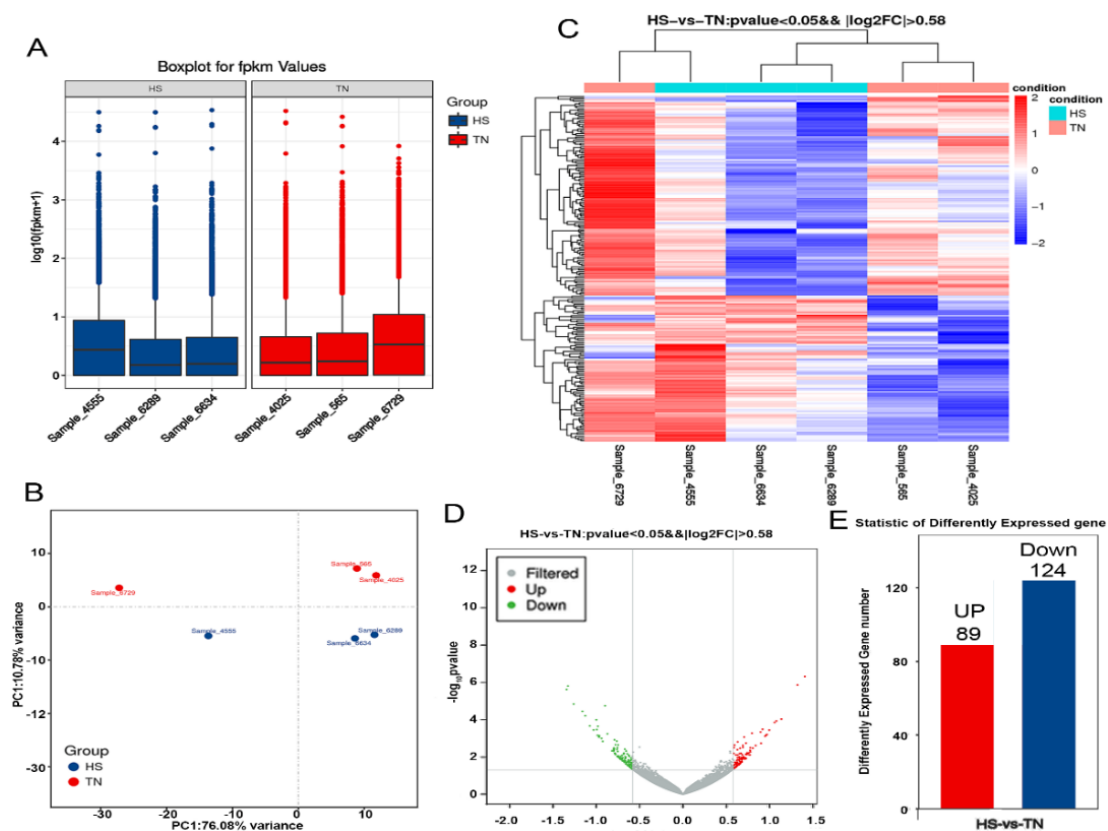 A
Boxplot for fpkm Values
HS
TN
Group
HS
TN
log10(fpkm+1)
4
3
2
1
0
Sample_4555
Sample_6289
Sample_6634
Sample_4025
Sample_565
Sample_6729
C
HS-vs-TN:pvalue<0.05&& |log2FC|>0.58
condition
2
1
0
-1
-2
condition
HS
TN
Sample_6729
Sample_4555
Sample_6634
Sample_6289
Sample_565
Sample_4025
B
PC1:10.78% variance
10
0
-10
-12
-30
Sample_565
Sample_4025
Sample_6729
Sample_4555
Sample_6289
Sample_6634
Group
HS
TN
-30
-20
-10
0
10
PC1:76.08% variance
D
HS-vs-TN:pvalue<0.05&&|log2FC|>0.58
Filtered
Up
Down
-log10pvalue
12
10
8
6
4
2
0
-2.0
-1.0
0.0
0.5
1.0
1.5
E
Statistic of Differently Expressed gene
Differently Expressed Gene number
120
80
40
0
UP
89
Down
124
HS-vs-TN